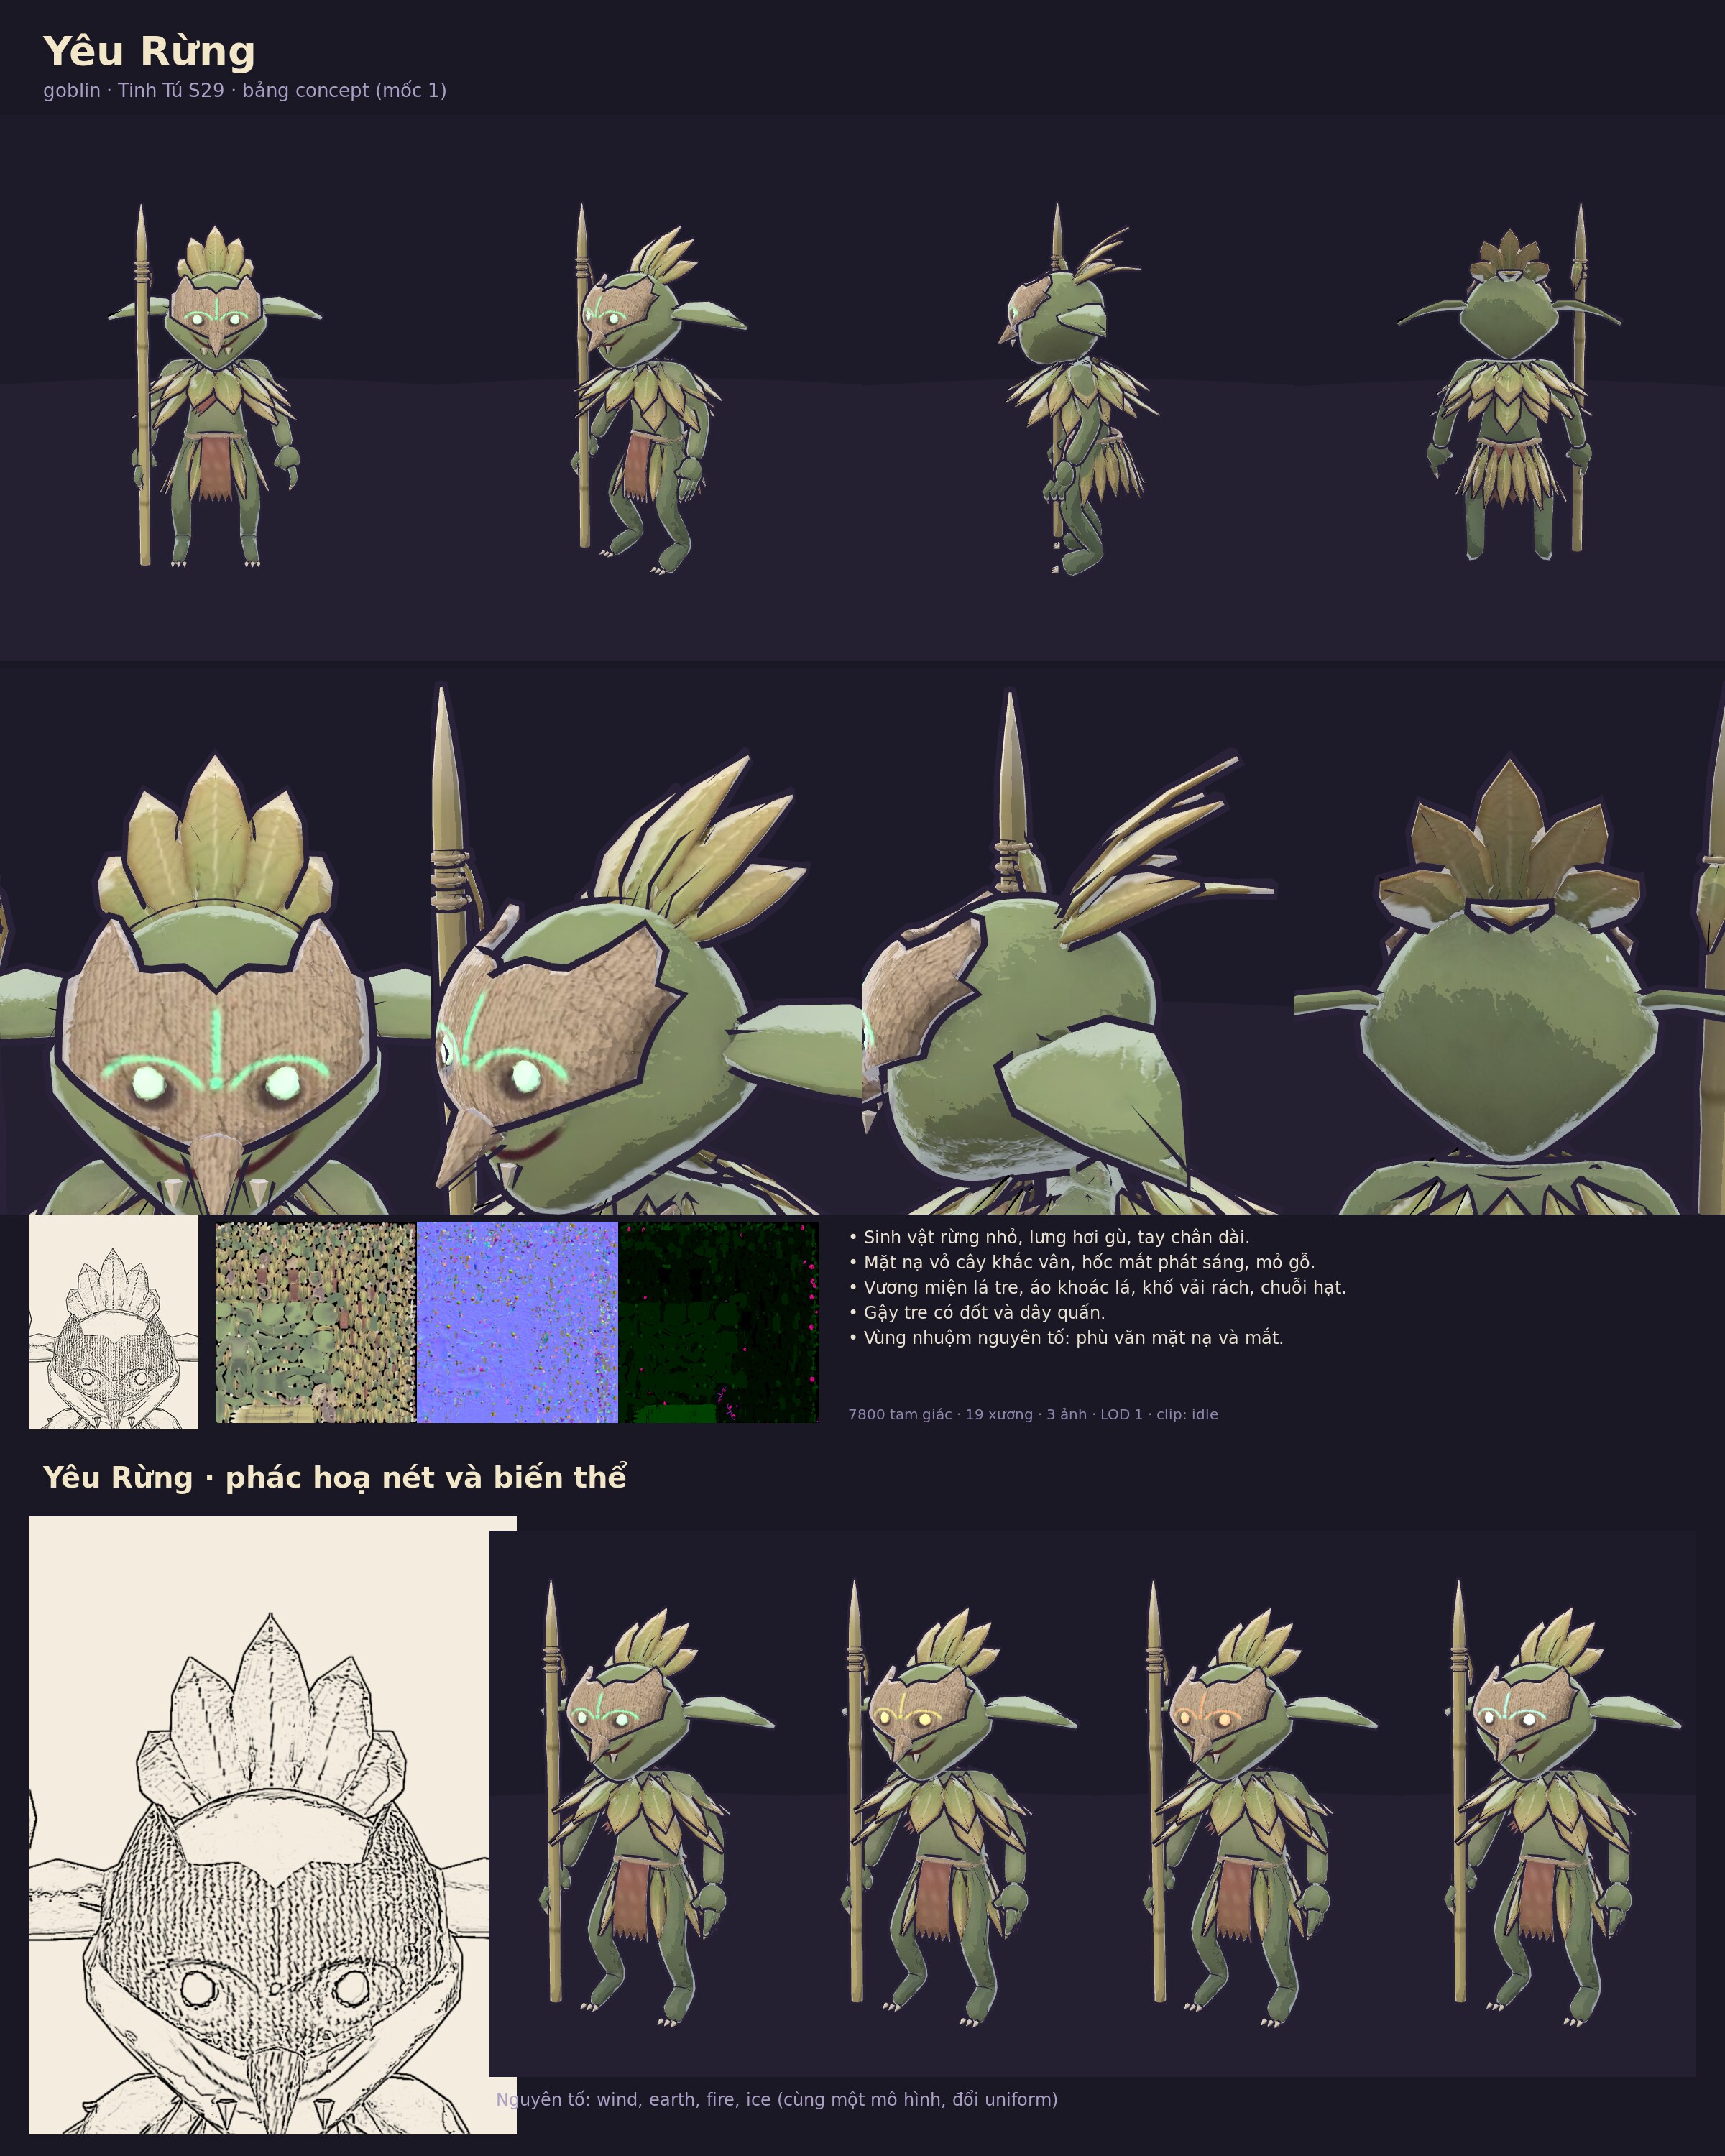 Yêu Rừng
goblin · Tinh Tú S29 · bảng concept (mốc 1)
• Sinh vật rừng nhỏ, lưng hơi gù, tay chân dài.
• Mặt nạ vỏ cây khắc vân, hốc mắt phát sáng, mỏ gỗ.
• Vương miện lá tre, áo khoác lá, khố vải rách, chuỗi hạt.
• Gậy tre có đốt và dây quấn.
• Vùng nhuộm nguyên tố: phù văn mặt nạ và mắt.
7800 tam giác · 19 xương · 3 ảnh · LOD 1 · clip: idle
Yêu Rừng · phác hoạ nét và biến thể
Nguyên tố: wind, earth, fire, ice (cùng một mô hình, đổi uniform)